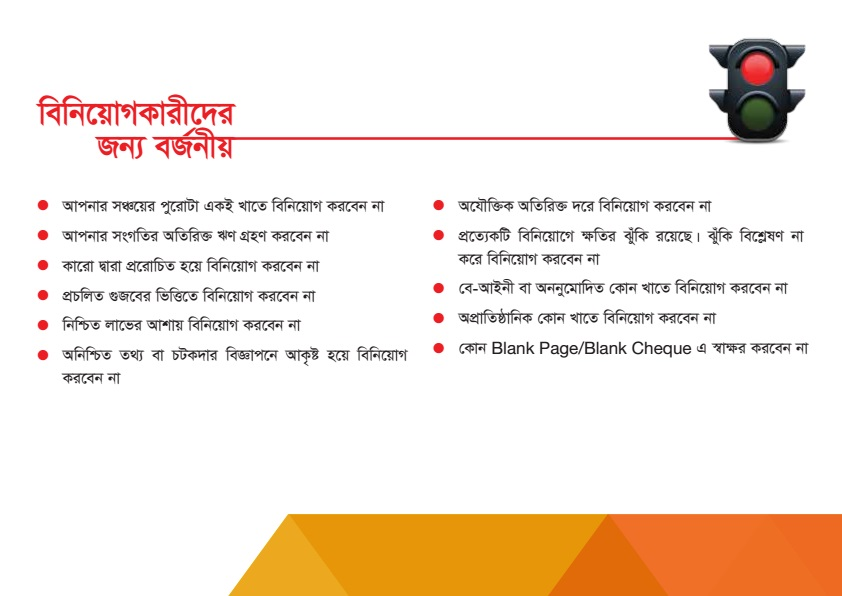 বিনিয়োগকারীদের
জন্য বর্জনীয়
আপনার সঞ্চয়ের পুরোটা একই খাতে বিনিয়োগ করবেন না
আপনার সংগতির অতিরিক্ত ঋণ গ্রহণ করবেন না
কারো দ্বারা প্ররোচিত হয়ে বিনিয়োগ করবেন না
প্রচলিত গুজবের ভিত্তিতে বিনিয়োগ করবেন না
নিশ্চিত লাভের আশায় বিনিয়োগ করবেন না
অনিশ্চিত তথ্য বা চটকদার বিজ্ঞাপনে আকৃষ্ট হয়ে বিনিয়োগ
করবেন না
অযৌক্তিক অতিরিক্ত দরে বিনিয়োগ করবেন না
প্রত্যেকটি বিনিয়োগে ক্ষতির ঝুঁকি রয়েছে। ঝুঁকি বিশ্লেষণ না
করে বিনিয়োগ করবেন না
বে-আইনী বা অননুমোদিত কোন খাতে বিনিয়োগ করবেন না
অপ্রাতিষ্ঠানিক কোন খাতে বিনিয়োগ করবেন না
কোন Blank Page/Blank Cheque এ স্বাক্ষর করবেন না